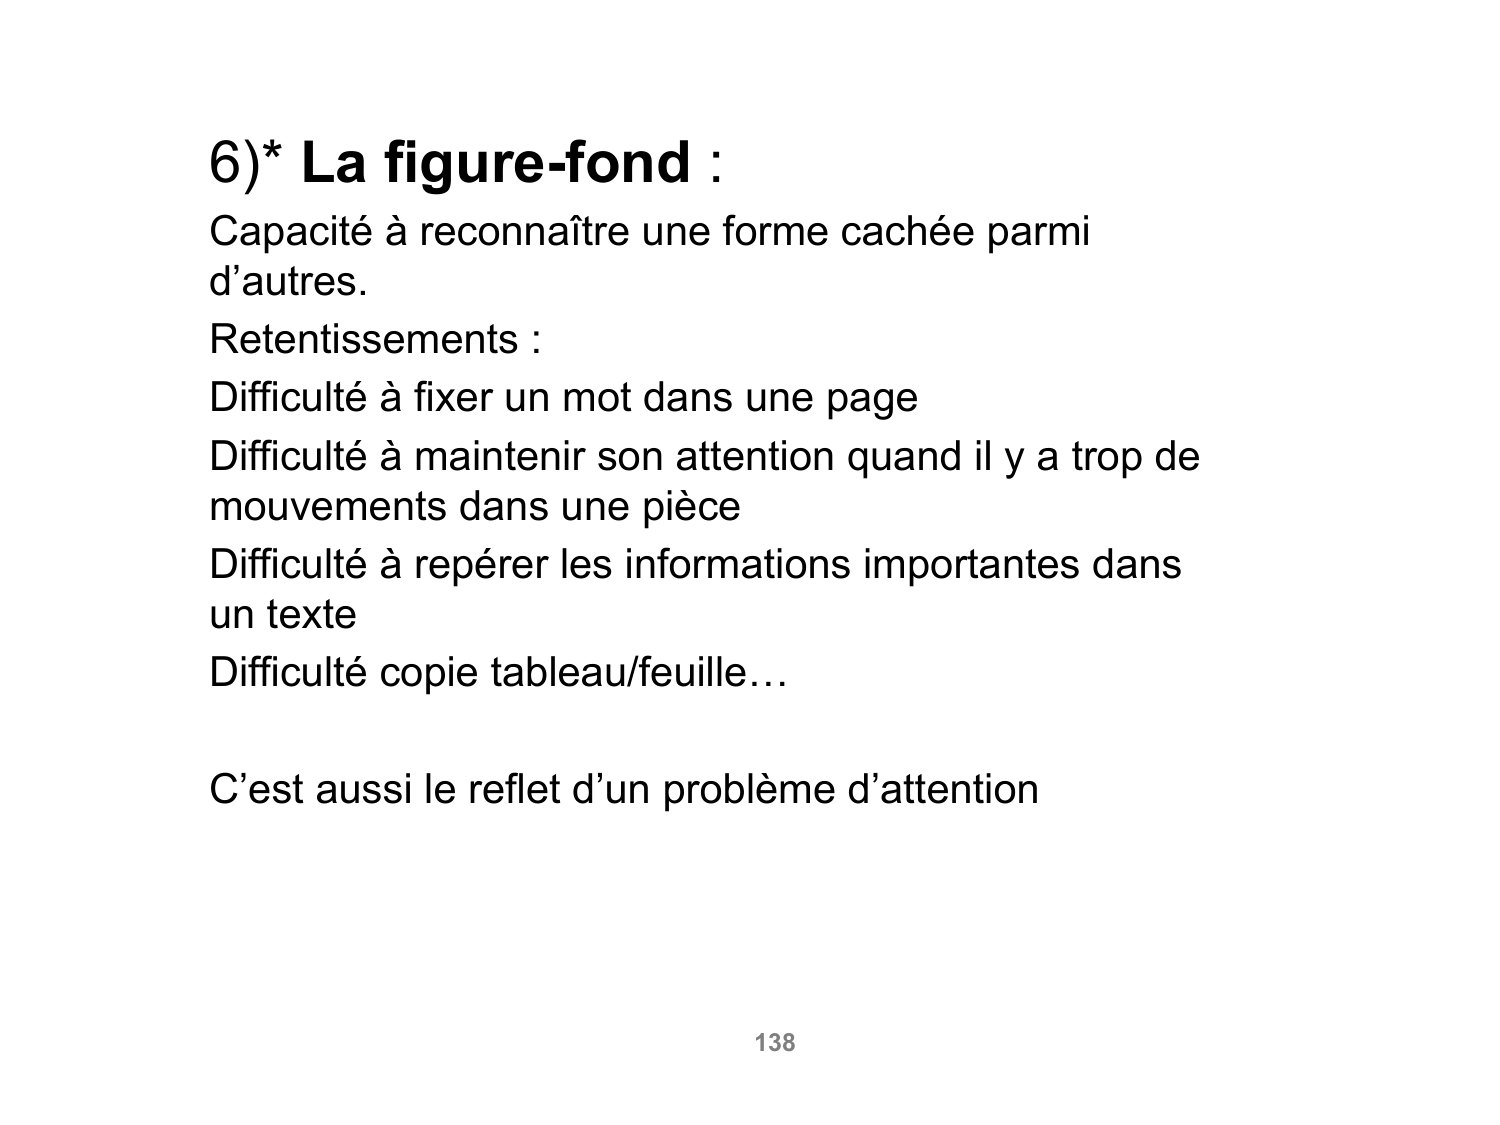 6)* La figure-fond :
Capacité à reconnaître une forme cachée parmi
d’autres.
Retentissements :
Difficulté à fixer un mot dans une page
Difficulté à maintenir son attention quand il y a trop de
mouvements dans une pièce
Difficulté à repérer les informations importantes dans
un texte
Difficulté copie tableau/feuille…
C’est aussi le reflet d’un problème d’attention
138